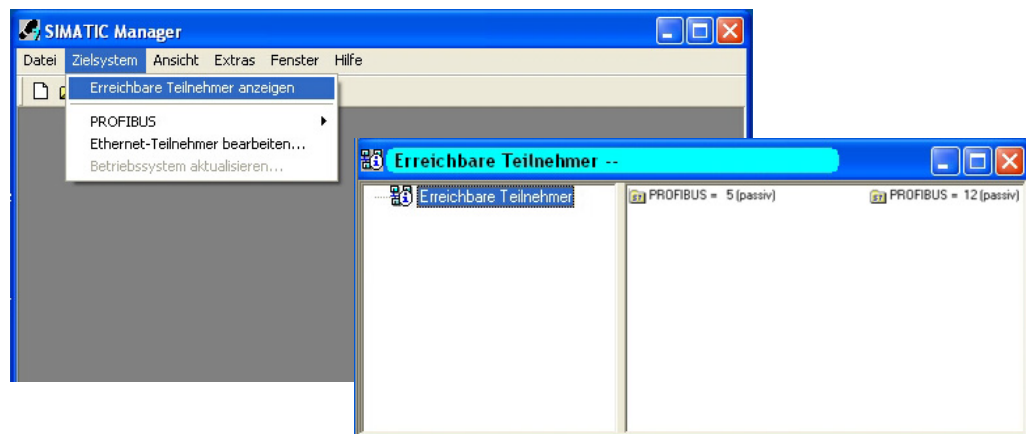 SIMATIC Manager
Datei Zielsystem Ansicht Extras Fenster Hilfe
Erreichbare Teilnehmer anzeigen
PROFIBUS
Ethernet-Teilnehmer bearbeiten...
Betriebssystem aktualisieren...
Erreichbare Teilnehmer --
Erreichbare Teilnehmer
PROFIBUS = 5 (passiv) PROFIBUS = 12 (passiv)